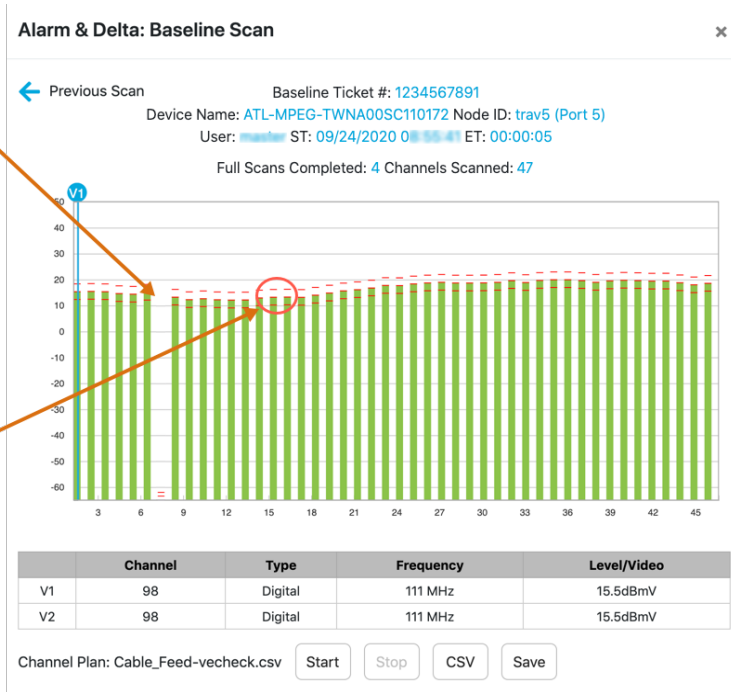 Alarm & Delta: Baseline Scan ×
Previous Scan
Baseline Ticket #: 1234567891
Device Name: ATL-MPEG-TWNA00SC110172 Node ID: trav5 (Port 5)
User: ST: 09/24/2020 ET: 00:00:05
Full Scans Completed: 4 Channels Scanned: 47
V1
50
40
30
20
10
0
-10
-20
-30
-40
-50
-60
3 6 9 12 15 18 21 24 27 30 33 36 39 42 45
Channel Type Frequency Level/Video
V1 98 Digital 111 MHz 15.5dBmV
V2 98 Digital 111 MHz 15.5dBmV
Channel Plan: Cable_Feed-vecheck.csv Start Stop CSV Save